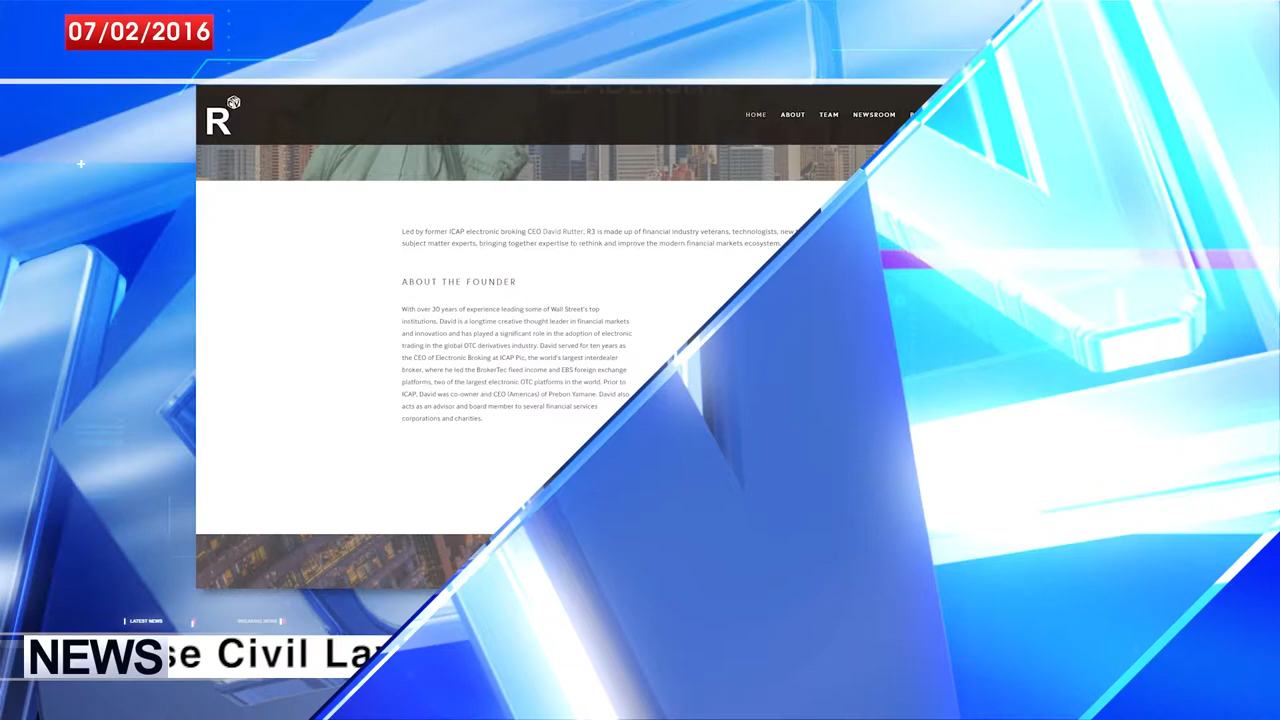 07/02/2016
R
HOME ABOUT TEAM NEWSROOM
Led by former ICAP electronic broking CEO David Rutter, R3 is made up of financial industry veterans, technologists, new
subject matter experts, bringing together expertise to rethink and improve the modern financial markets ecosystem.
ABOUT THE FOUNDER
With over 30 years of experience leading some of Wall Street's top
institutions, David is a longtime creative thought leader in financial markets
and innovation and has played a significant role in the adoption of electronic
trading in the global OTC derivatives industry. David served for ten years as
the CEO of Electronic Broking at ICAP Plc, the world's largest interdealer
broker, where he led the BrokerTec fixed income and EBS foreign exchange
platforms, two of the largest electronic OTC platforms in the world. Prior to
ICAP, David was co-owner and CEO (Americas) of Prebon Yamane. David also
acts as an advisor and board member to several financial services
corporations and charities.
LATEST NEWS BREAKING NEWS
NEWS se Civil La